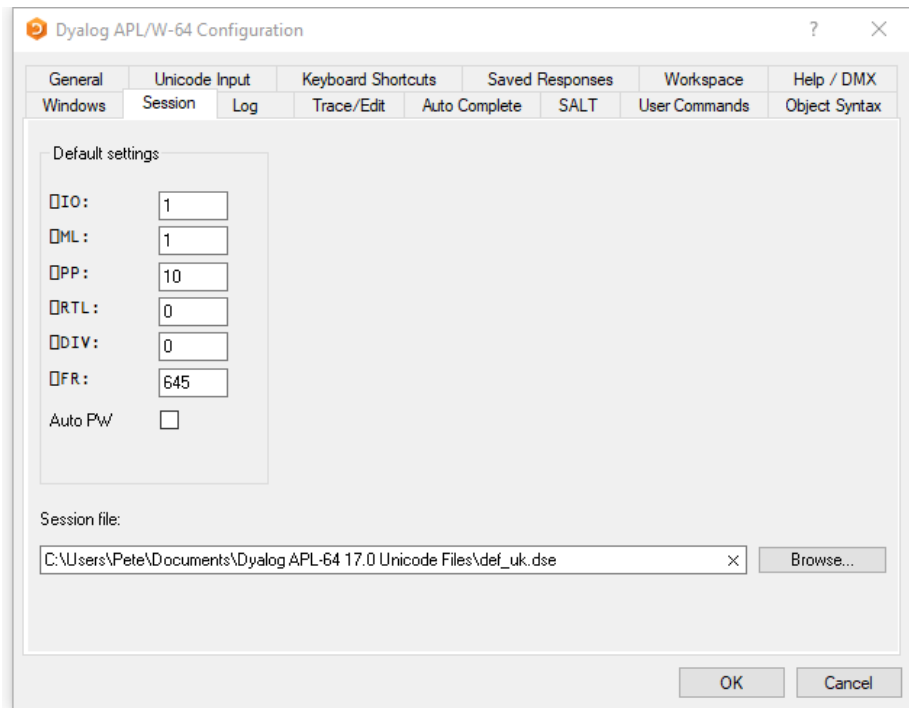 Dyalog APL/W-64 Configuration
General Unicode Input Keyboard Shortcuts Saved Responses Workspace Help / DMX
Windows Session Log Trace/Edit Auto Complete SALT User Commands Object Syntax
Default settings
⎕IO: 1
⎕ML: 1
⎕PP: 10
⎕RTL: 0
⎕DIV: 0
⎕FR: 645
Auto PW
Session file:
C:\Users\Pete\Documents\Dyalog APL-64 17.0 Unicode Files\def_uk.dse Browse...
OK Cancel